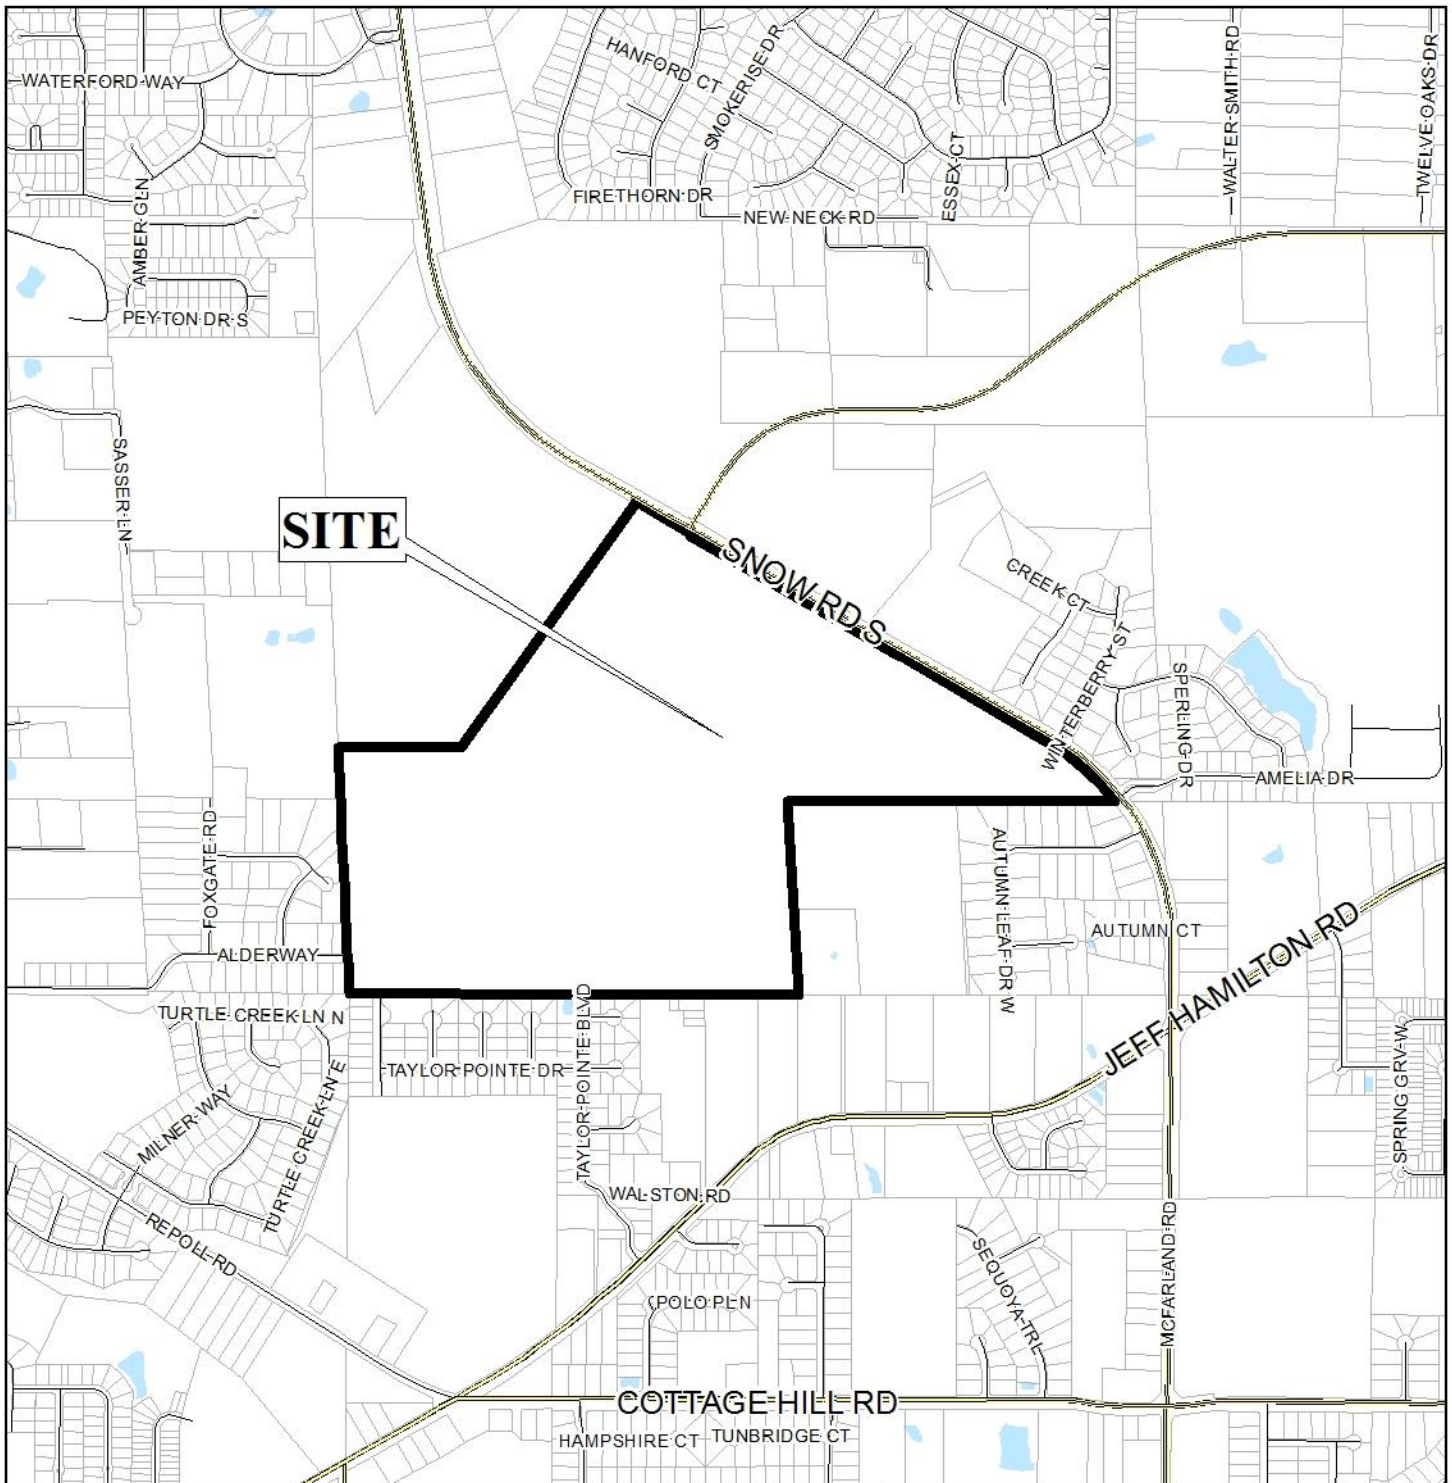 HANFORD CT
SMOKERISE DR
WALTER SMITH RD
TWELVE OAKS DR
WATERFORD WAY
ESSEX CT
AMBER GLN
FIRETHORN DR
NEW NECK RD
PEYTON DR S
SASSER LN
SITE
SNOW RD S
CREEK CT
WINTERBERRY ST
SPERLING DR
AMELIA DR
FOXGATE RD
AUTUMN LEAF DR W
ALDERWAY
AUTUMN CT
JEFF HAMILTON RD
TURTLE CREEK LN N
TAYLOR POINTE BLVD
TAYLOR POINTE DR
TURTLE CREEK LN E
MILNER WAY
SPRING GRV W
WALSTON RD
REPOLL RD
SEQUOYA TRL
MCFARLAND RD
POLO PL N
COTTAGE HILL RD
HAMPSHIRE CT
TUNBRIDGE CT